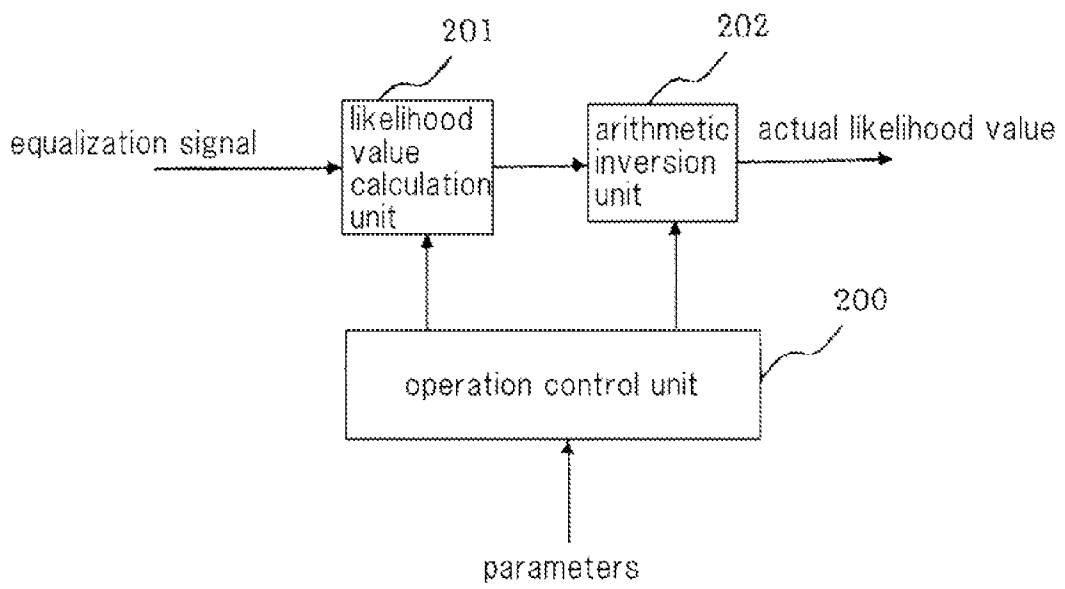 201
202
equalization signal
likelihood
value
calculation
unit
arithmetic
inversion
unit
actual likelihood value
200
operation control unit
parameters